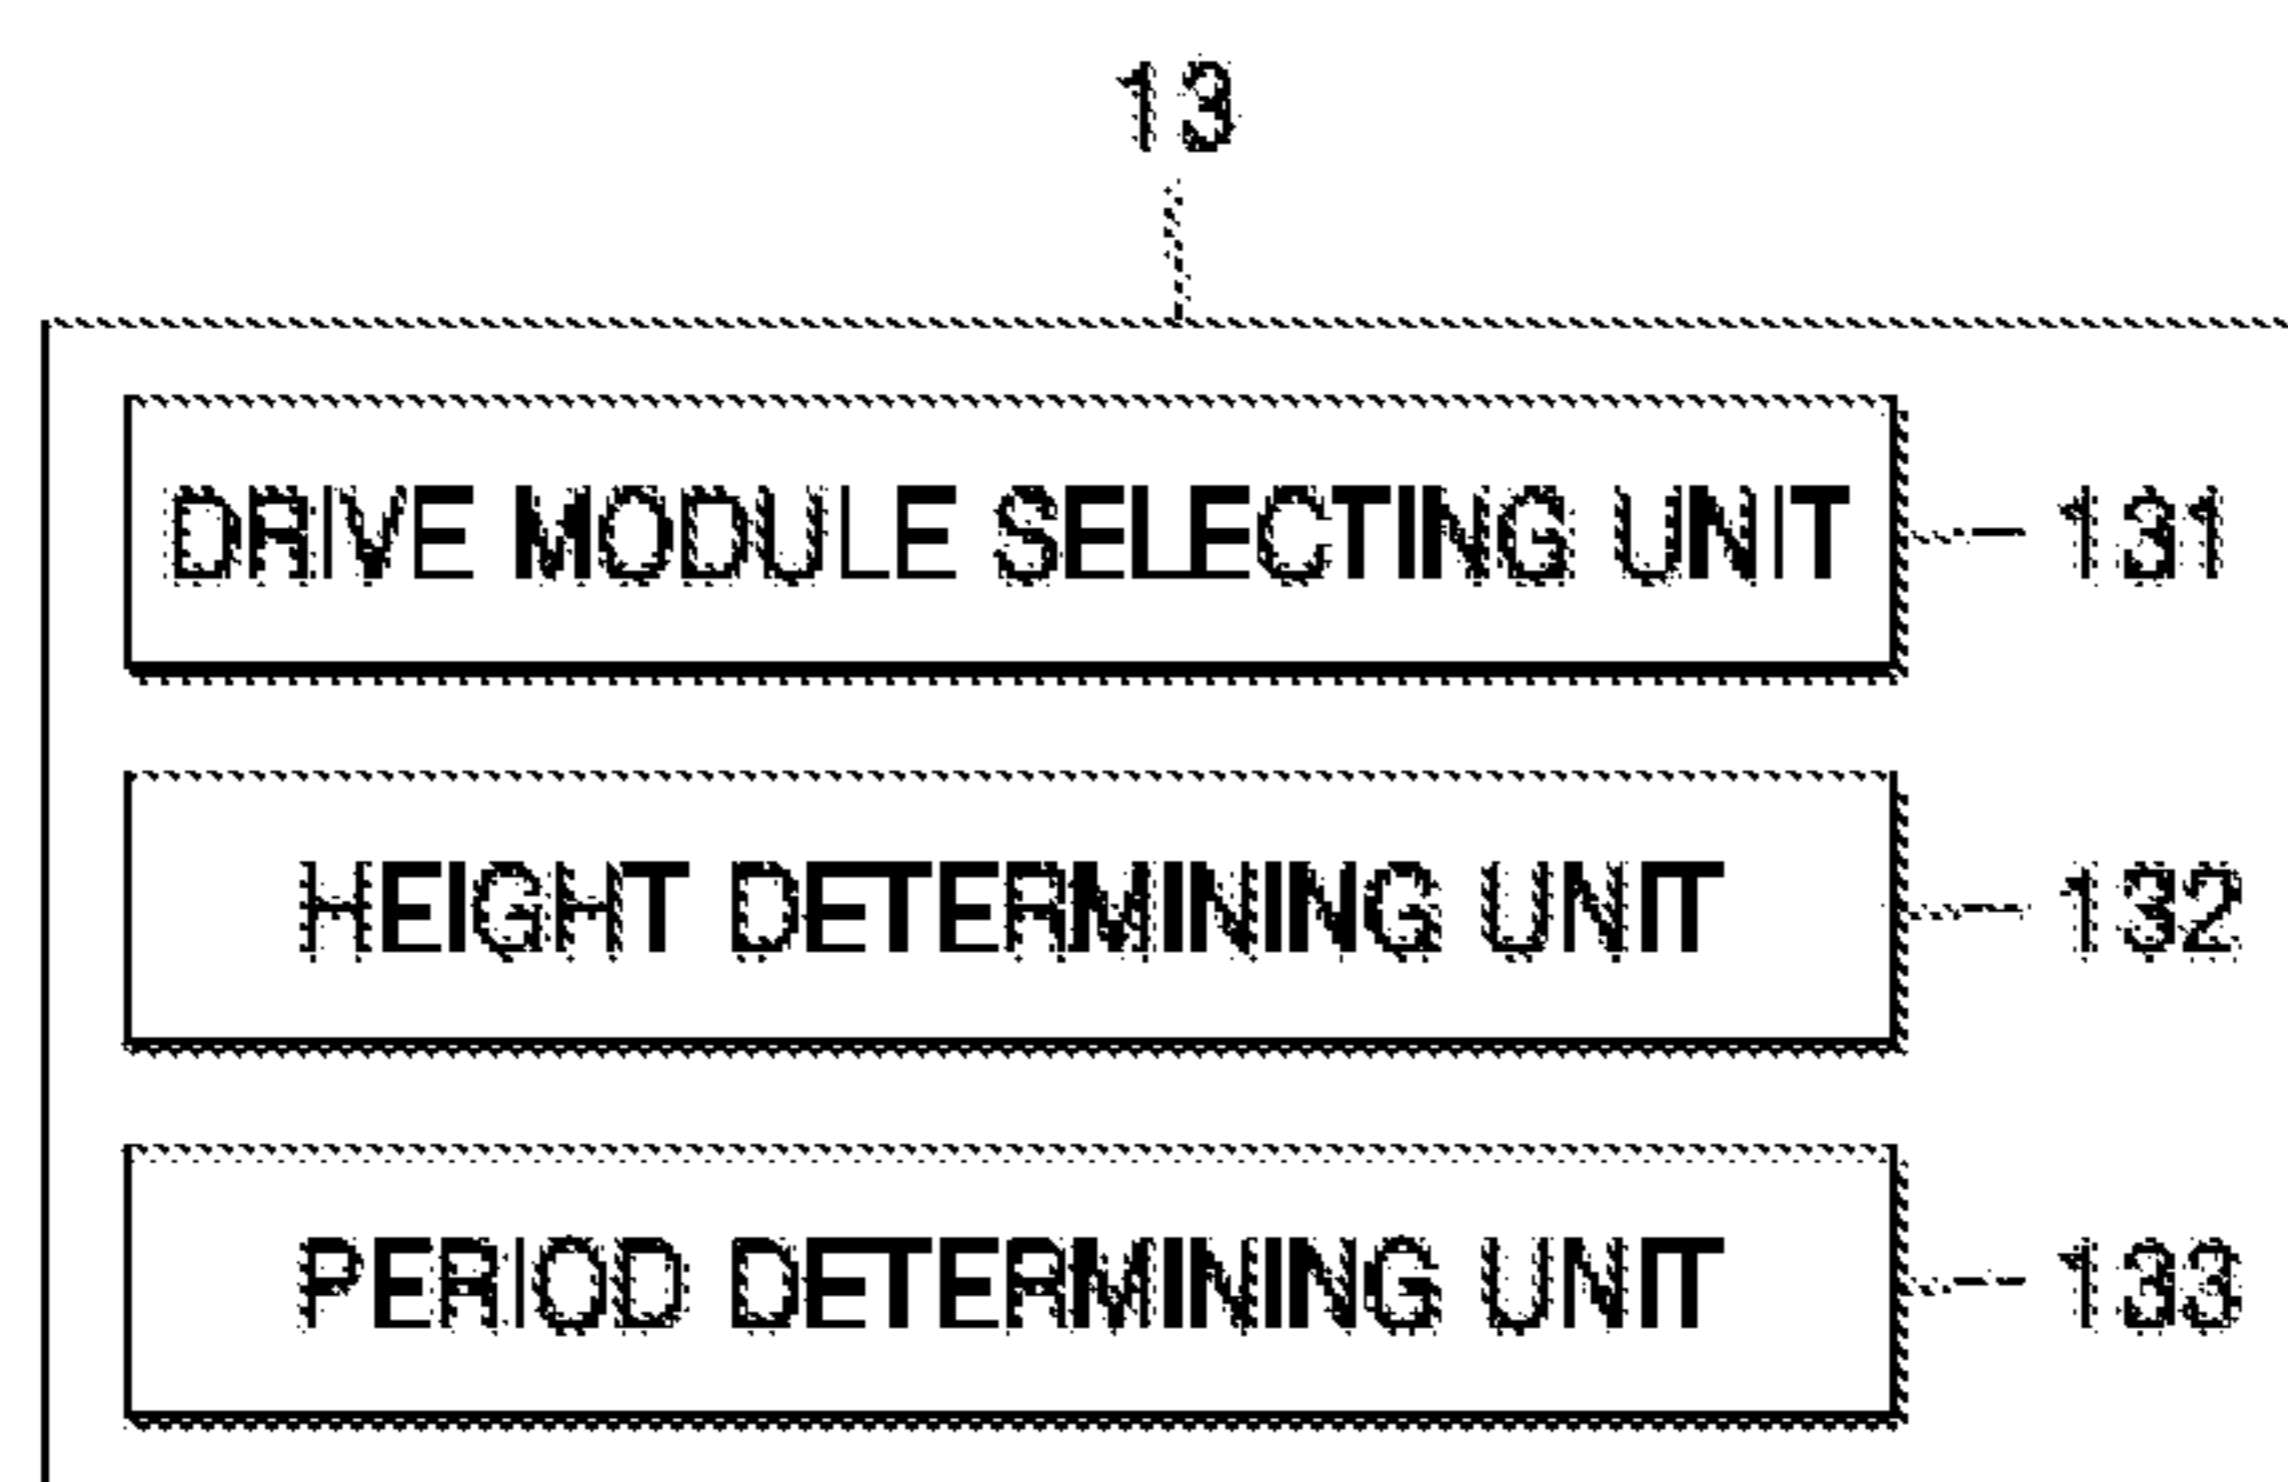 13
DRIVE MODULE SELECTING UNIT 131
HEIGHT DETERMINING UNIT 132
PERIOD DETERMINING UNIT 133